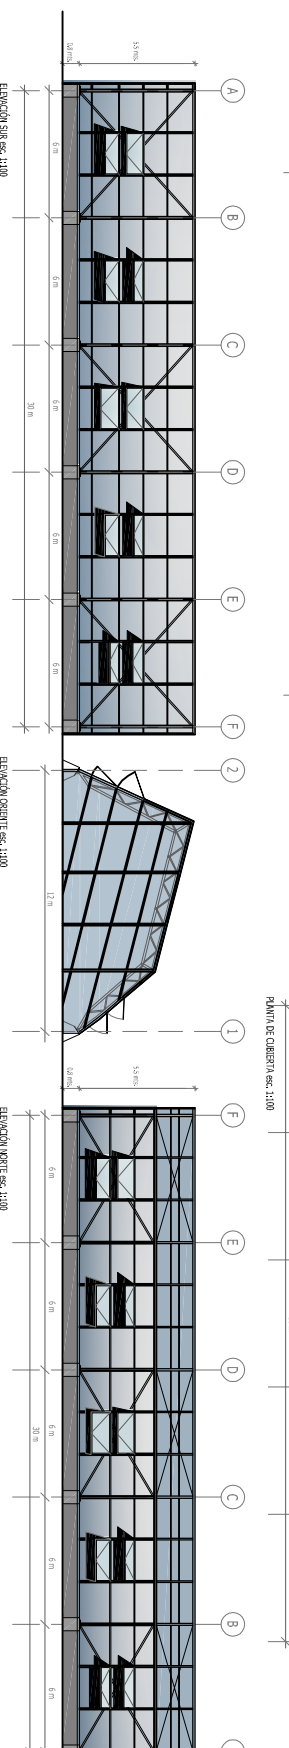 A
B
C
D
E
F
5.5 mts.
0.8 mts.
6 m
6 m
6 m
6 m
6 m
30 m
ELEVACIÓN SUR esc. 1:100
2
1
12 m
ELEVACIÓN ORIENTE esc. 1:100
PLANTA DE CUBIERTA esc. 1:100
F
E
D
C
B
5.5 mts.
0.8 mts.
6 m
6 m
6 m
6 m
6 m
30 m
ELEVACIÓN NORTE esc. 1:100